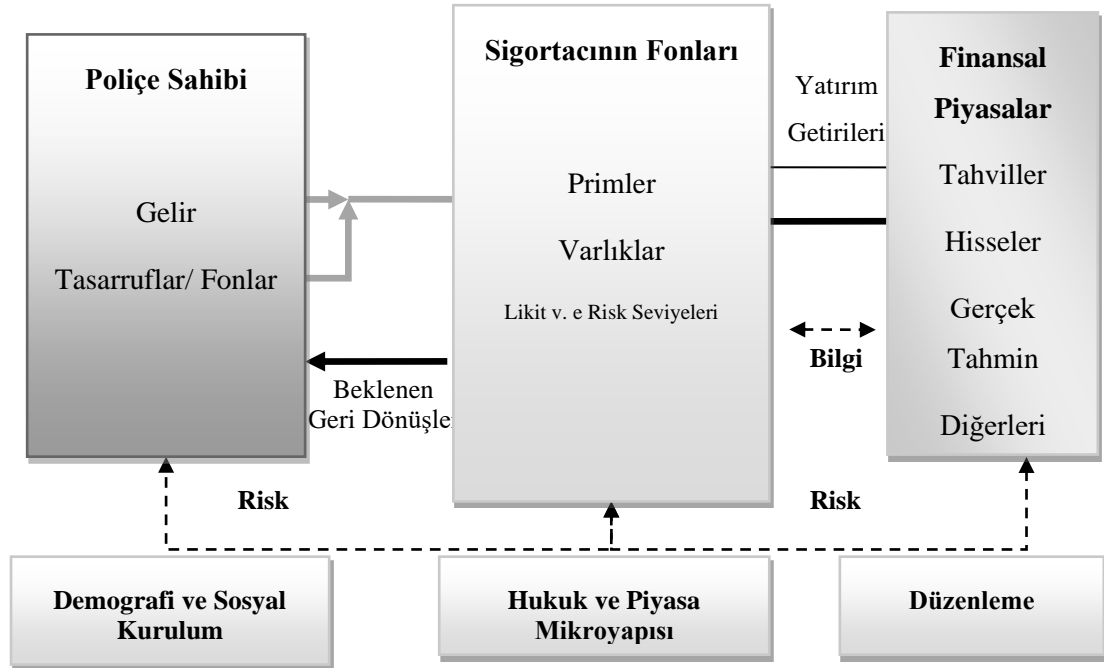 Poliçe Sahibi
Gelir
Tasarruflar/ Fonlar
Beklenen
Geri Dönüşle
Sigortacının Fonları
Primler
Varlıklar
Likit v. e Risk Seviyeleri
Yatırım
Getirileri
Bilgi
Finansal
Piyasalar
Tahviller
Hisseler
Gerçek
Tahmin
Diğerleri
Risk
Risk
Demografi ve Sosyal
Kurulum
Hukuk ve Piyasa
Mikroyapısı
Düzenleme